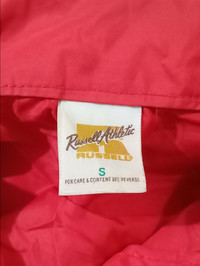 Russell Athletic
RUSSELL
S
FOR CARE & CONTENT SEE REVERSE